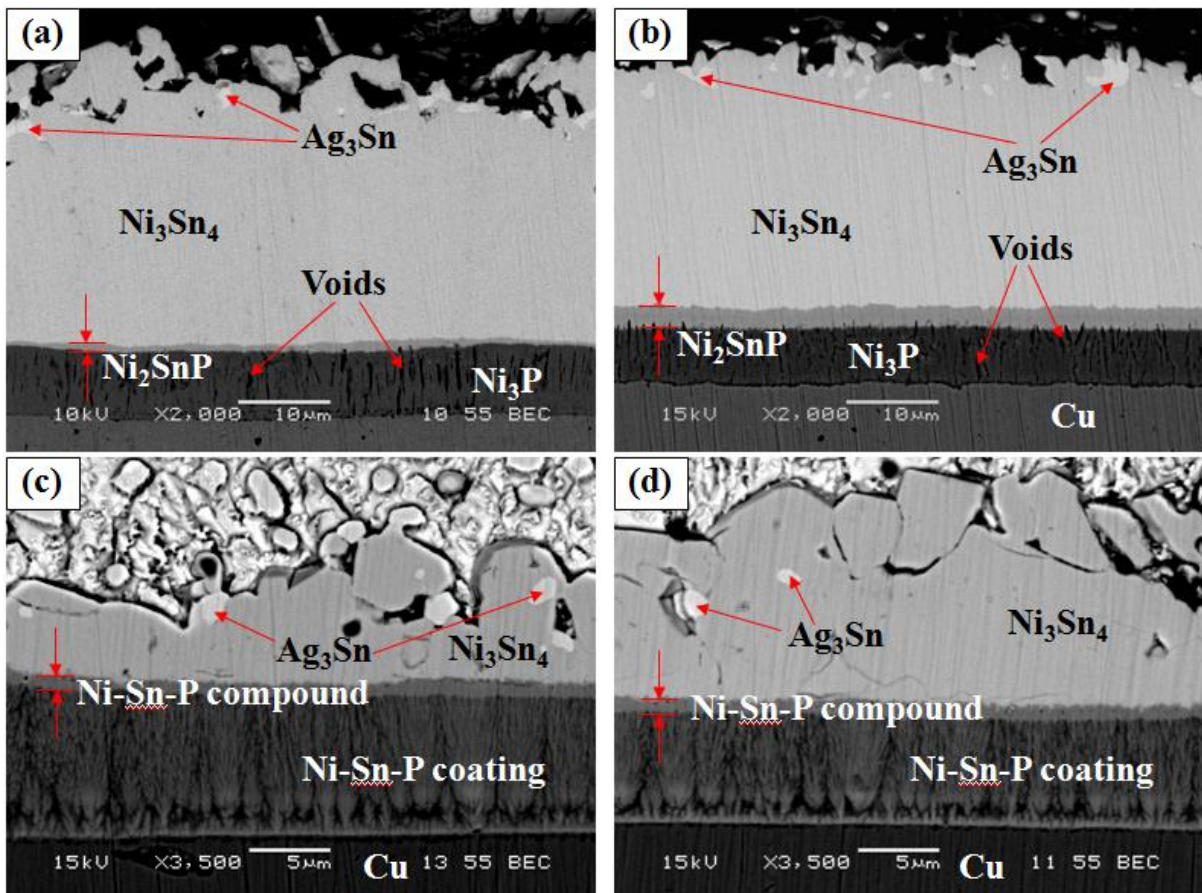 (a)
Ag₃Sn
Ni₃Sn₄
Voids
Ni₂SnP
Ni₃P
10kV X2,000 10µm 10 55 BEC
(b)
Ag₃Sn
Ni₃Sn₄
Voids
Ni₂SnP
Ni₃P
Cu
15kV X2,000 10µm
(c)
Ag₃Sn
Ni₃Sn₄
Ni-Sn-P compound
Ni-Sn-P coating
Cu
15kV X3,500 5µm 13 55 BEC
(d)
Ag₃Sn
Ni₃Sn₄
Ni-Sn-P compound
Ni-Sn-P coating
Cu
15kV X3,500 5µm 11 55 BEC